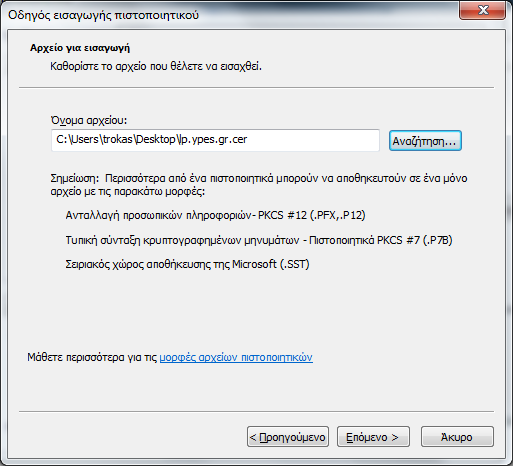 Οδηγός εισαγωγής πιστοποιητικού
Αρχείο για εισαγωγή
Καθορίστε το αρχείο που θέλετε να εισαχθεί.
Όνομα αρχείου:
C:\Users\trokas\Desktop\lp.ypes.gr.cer
Αναζήτηση...
Σημείωση: Περισσότερα από ένα πιστοποιητικά μπορούν να αποθηκευτούν σε ένα μόνο
αρχείο με τις παρακάτω μορφές:
Ανταλλαγή προσωπικών πληροφοριών- PKCS #12 (.PFX,.P12)
Τυπική σύνταξη κρυπτογραφημένων μηνυμάτων - Πιστοποιητικά PKCS #7 (.P7B)
Σειριακός χώρος αποθήκευσης της Microsoft (.SST)
Μάθετε περισσότερα για τις μορφές αρχείων πιστοποιητικών
< Προηγούμενο
Επόμενο >
Άκυρο